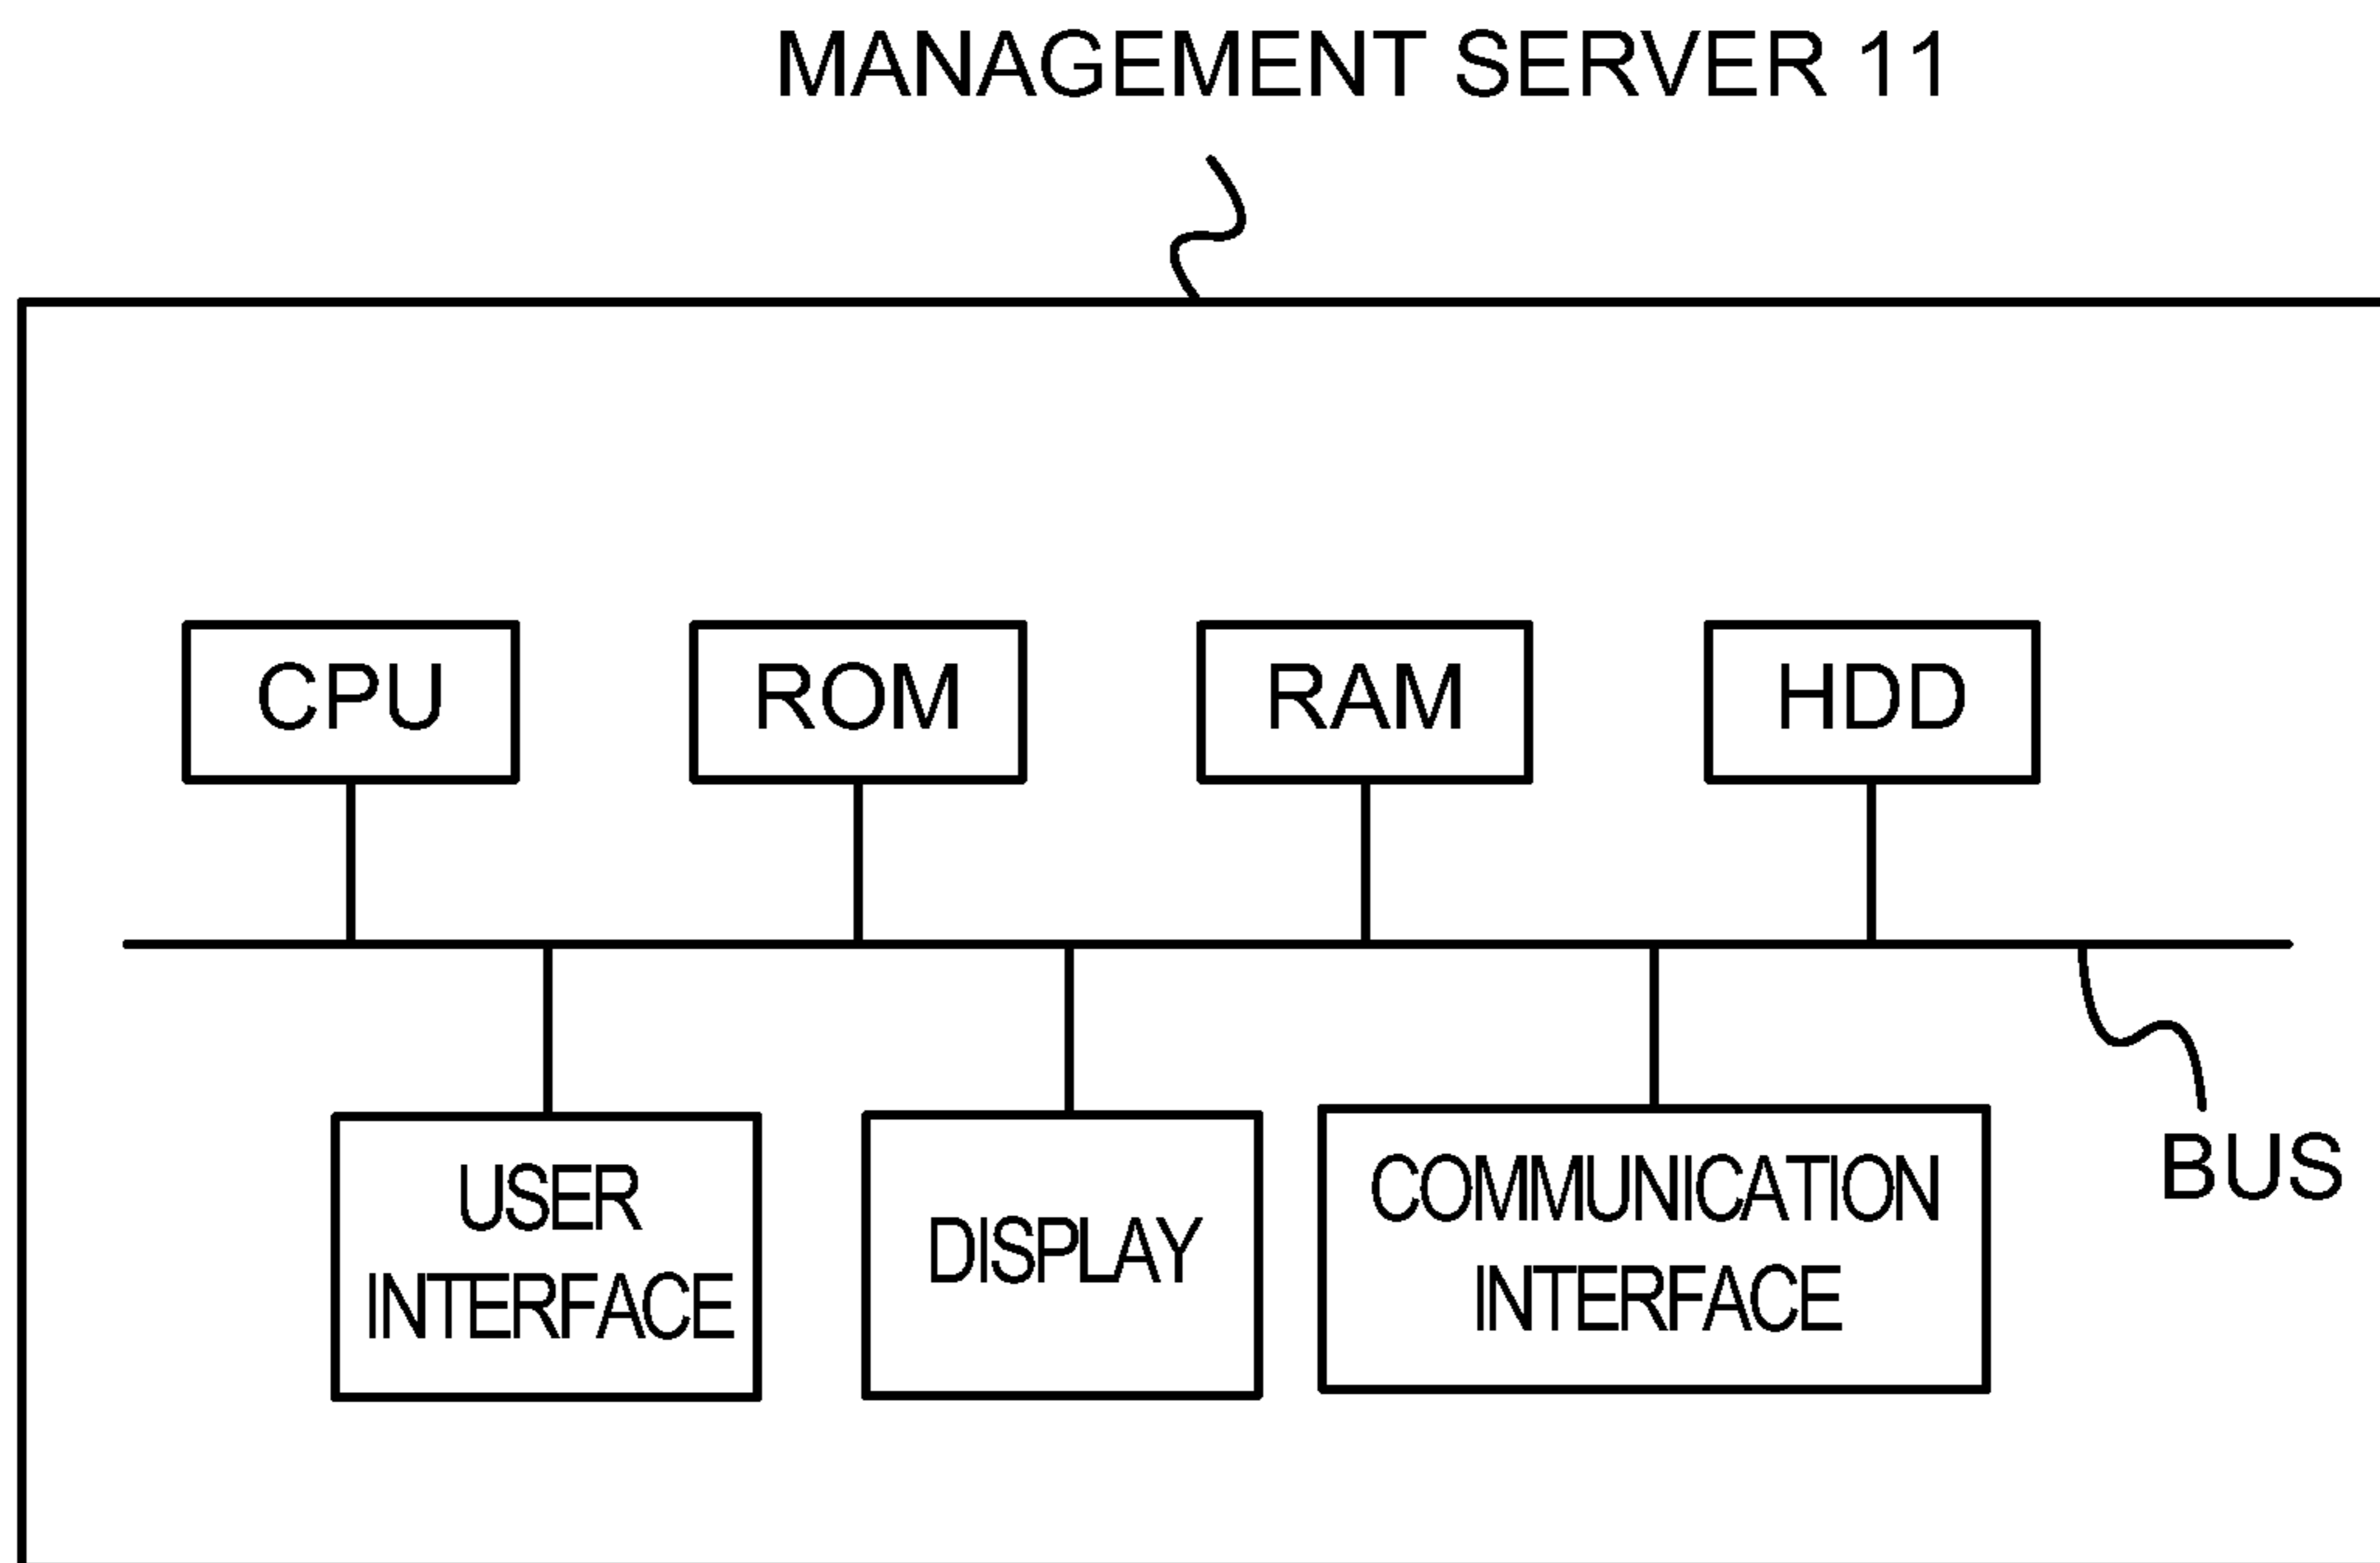 MANAGEMENT SERVER 11
CPU
ROM
RAM
HDD
USER
INTERFACE
DISPLAY
COMMUNICATION
INTERFACE
BUS